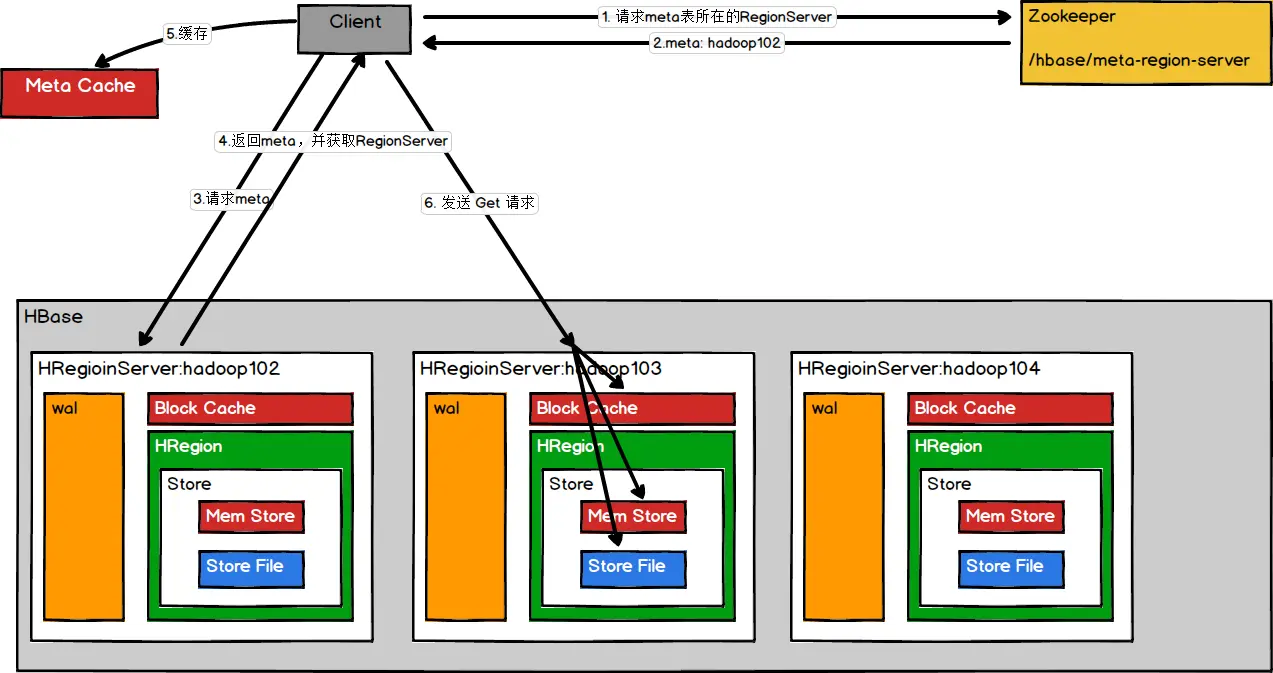 Client
1. 请求meta表所在的RegionServer
2.meta: hadoop102
Zookeeper
/hbase/meta-region-server
5.缓存
Meta Cache
4.返回meta，并获取RegionServer
3.请求meta
6. 发送 Get 请求
HBase
HRegioinServer:hadoop102
wal
Block Cache
HRegion
Store
Mem Store
Store File
HRegioinServer:hadoop103
wal
Block Cache
HRegion
Store
Mem Store
Store File
HRegioinServer:hadoop104
wal
Block Cache
HRegion
Store
Mem Store
Store File